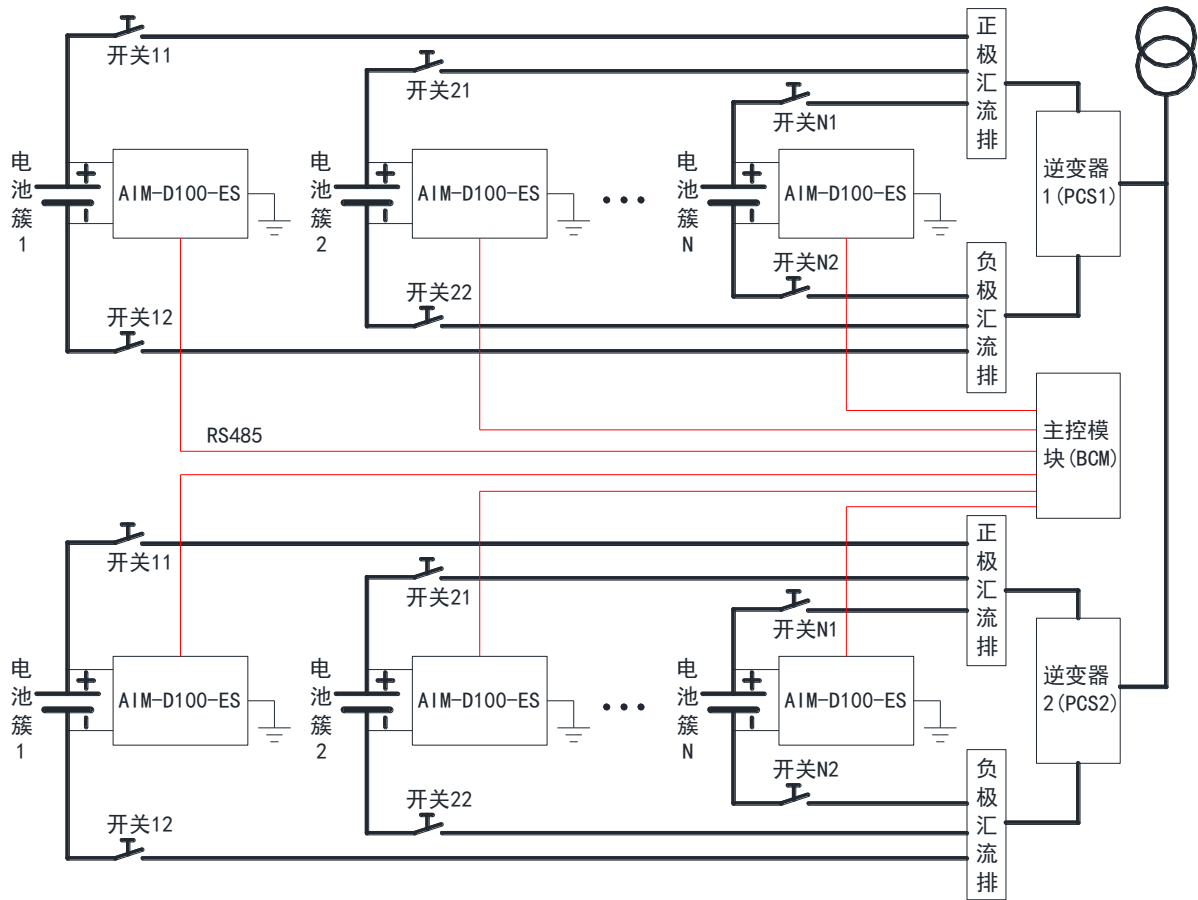 开关11
开关21
开关N1
正极汇流排
电池簇1
+
AIM-D100-ES
电池簇2
+
AIM-D100-ES
•••
电池簇N
+
AIM-D100-ES
逆变器
1(PCS1)
开关12
开关22
开关N2
负极汇流排
RS485
主控模
块(BCM)
开关11
开关21
开关N1
正极汇流排
电池簇1
+
AIM-D100-ES
电池簇2
+
AIM-D100-ES
•••
电池簇N
+
AIM-D100-ES
逆变器
2(PCS2)
开关12
开关22
开关N2
负极汇流排